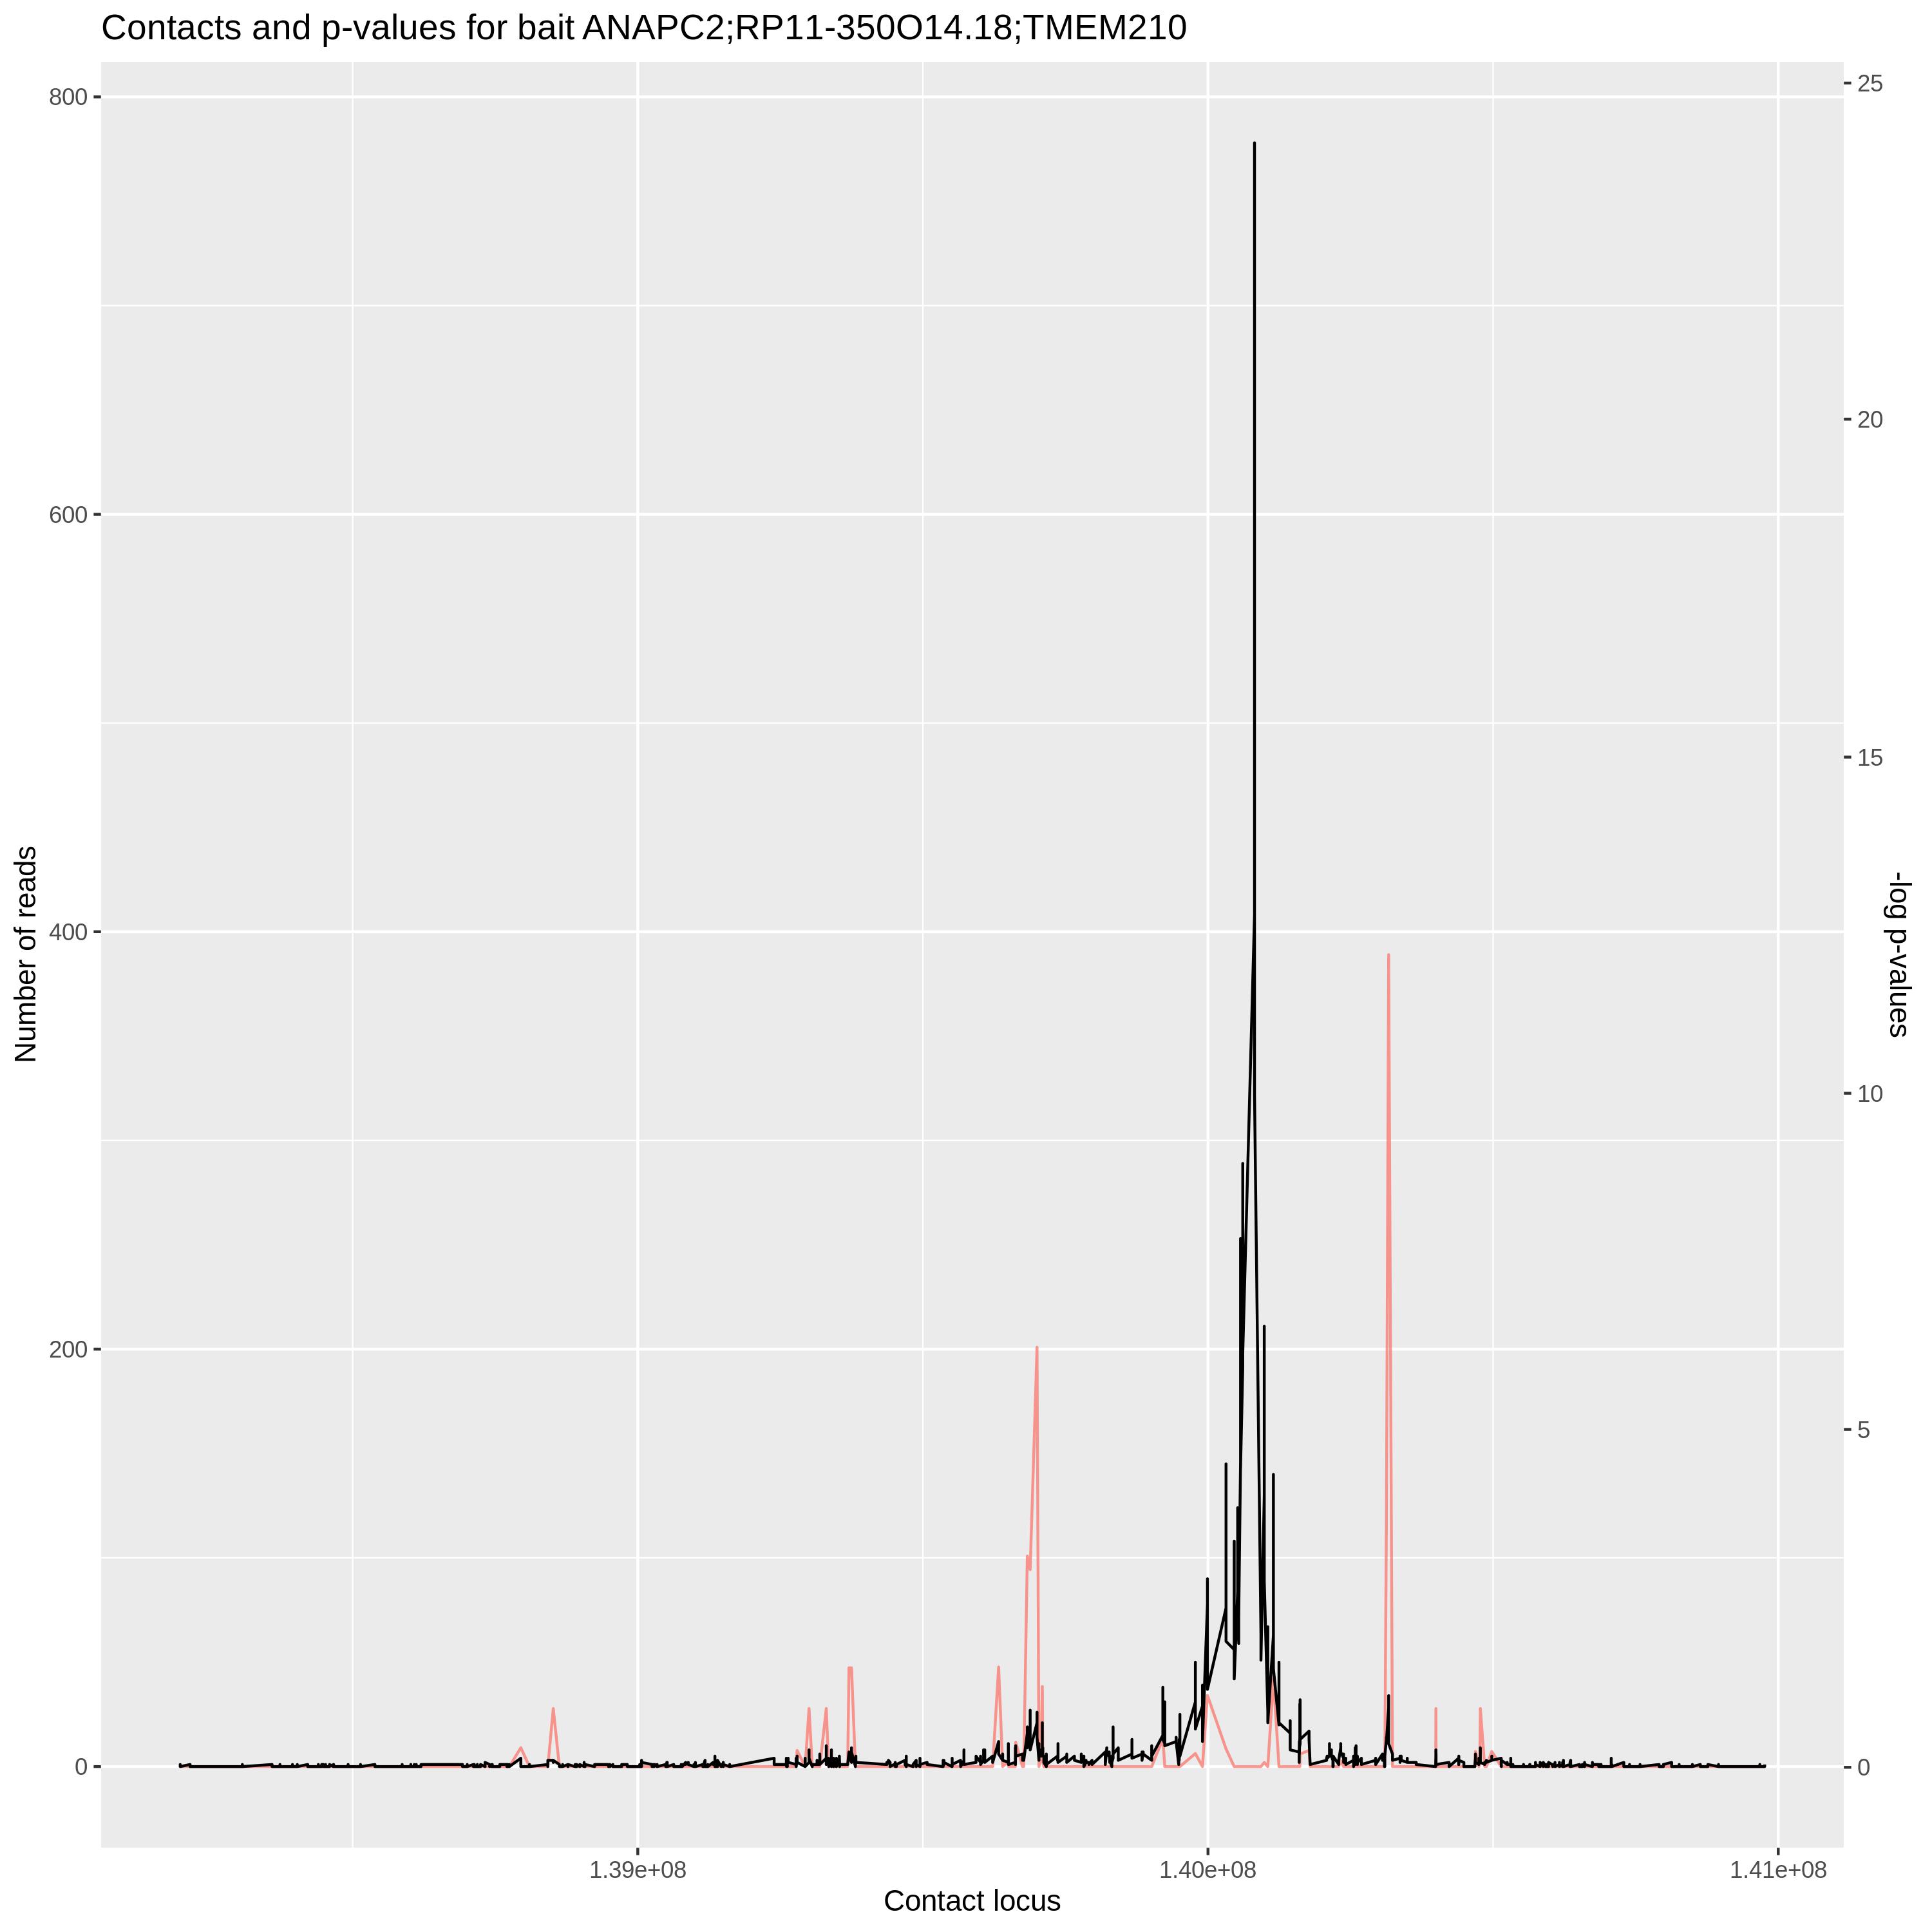 Contacts and p-values for bait ANAPC2;RP11-350O14.18;TMEM210
800
600
400
200
0
Number of reads
25
20
15
10
5
0
-log p-values
1.39e+08
1.40e+08
1.41e+08
Contact locus